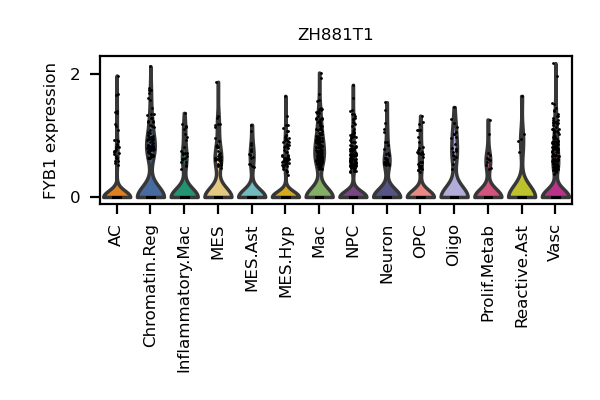 ZH881T1
FYB1 expression
2
0
AC
Chromatin.Reg
Inflammatory.Mac
MES
MES.Ast
MES.Hyp
Mac
NPC
Neuron
OPC
Oligo
Prolif.Metab
Reactive.Ast
Vasc